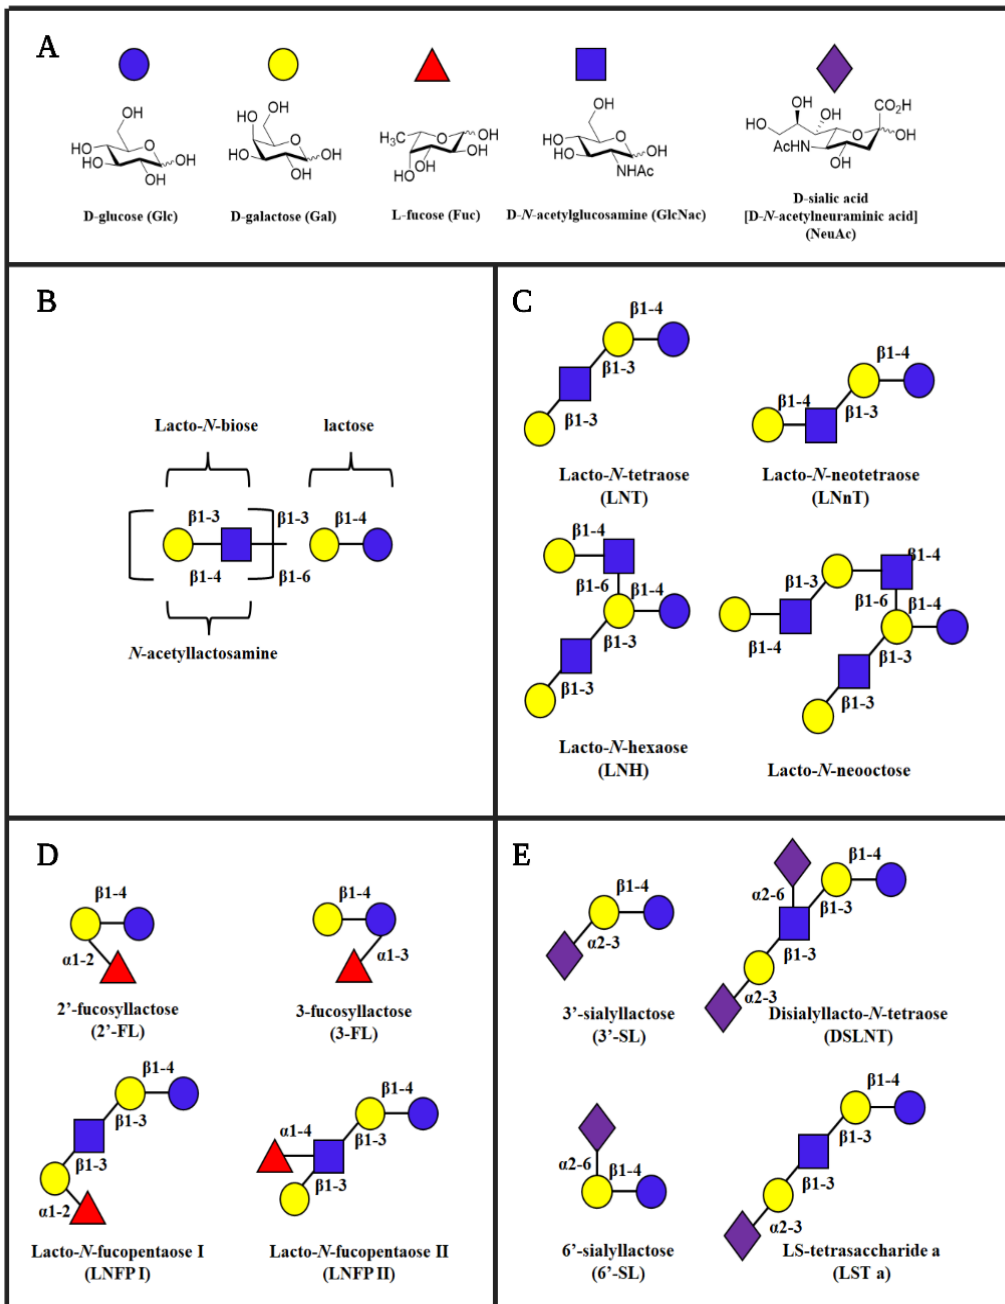 A
OH
HO
HO
O
OH
OH
OH
OH
HO
O
OH
OH
H₃C
O
OH
OH
HO
OH
OH
HO
HO
O
OH
NHAc
OH
OH
HO
OH
CO₂H
O
OH
AcHN
OH
D-glucose (Glc)
D-galactose (Gal)
L-fucose (Fuc)
D-N-acetylglucosamine (GlcNac)
D-sialic acid
[D-N-acetylneuraminic acid]
(NeuAc)
B
Lacto-N-biose
lactose
β1-3
β1-3
β1-4
β1-4
β1-6
N-acetyllactosamine
C
β1-4
β1-3
β1-3
Lacto-N-tetraose
(LNT)
β1-4
β1-4
β1-3
Lacto-N-neotetraose
(LNnT)
β1-4
β1-6
β1-4
β1-3
β1-3
Lacto-N-hexaose
(LNH)
β1-4
β1-3
β1-6
β1-4
β1-4
β1-3
β1-3
Lacto-N-neooctose
D
β1-4
α1-2
2’-fucosyllactose
(2’-FL)
β1-4
α1-3
3-fucosyllactose
(3-FL)
β1-4
β1-3
β1-3
α1-2
Lacto-N-fucopentaose I
(LNFP I)
β1-4
α1-4
β1-3
β1-3
Lacto-N-fucopentaose II
(LNFP II)
E
β1-4
α2-3
3’-sialyllactose
(3’-SL)
β1-4
α2-6
β1-3
β1-3
α2-3
Disialyllacto-N-tetraose
(DSLNT)
α2-6
β1-4
6’-sialyllactose
(6’-SL)
β1-4
β1-3
β1-3
α2-3
LS-tetrasaccharide a
(LST a)